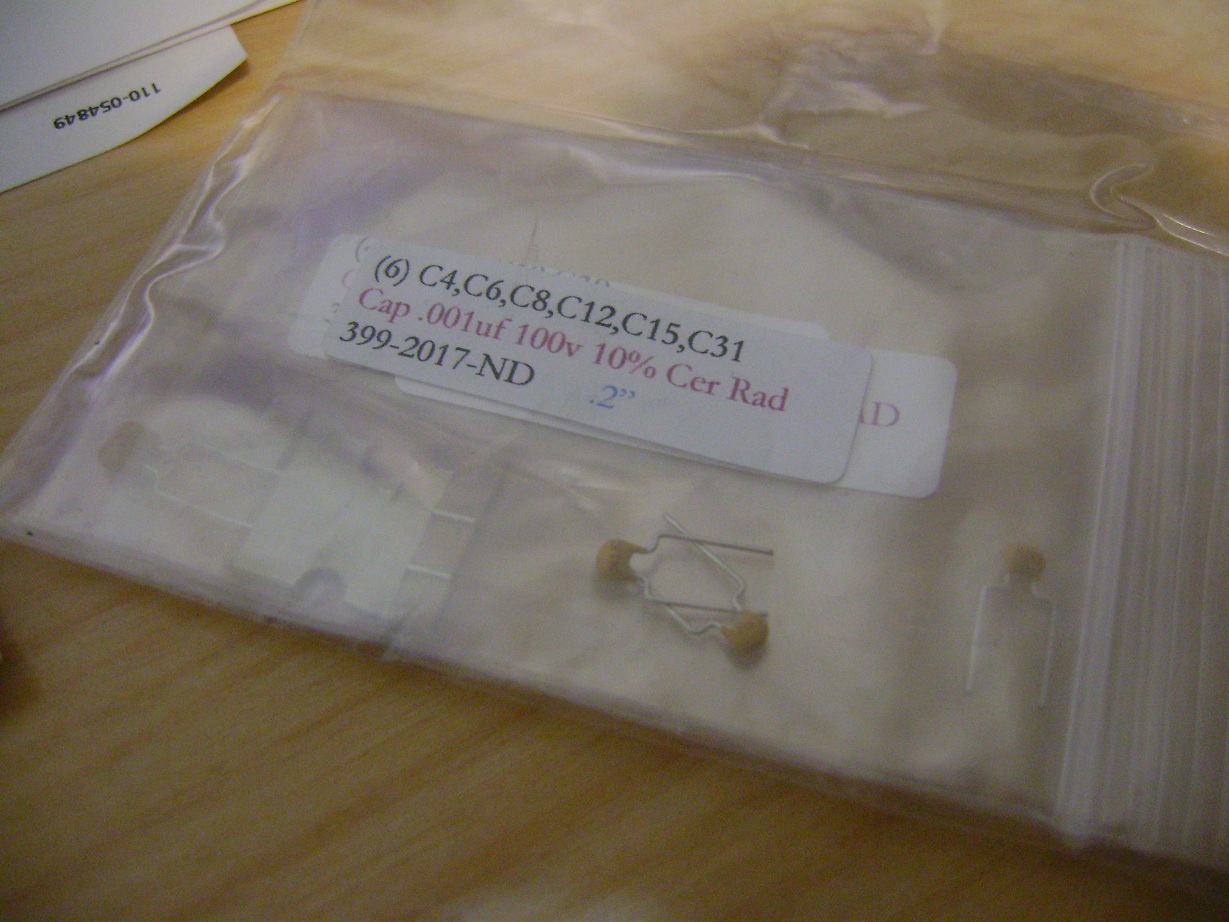 110-054849
(6) C4,C6,C8,C12,C15,C31
Cap .001uf 100v 10% Cer Rad
399-2017-ND .2”